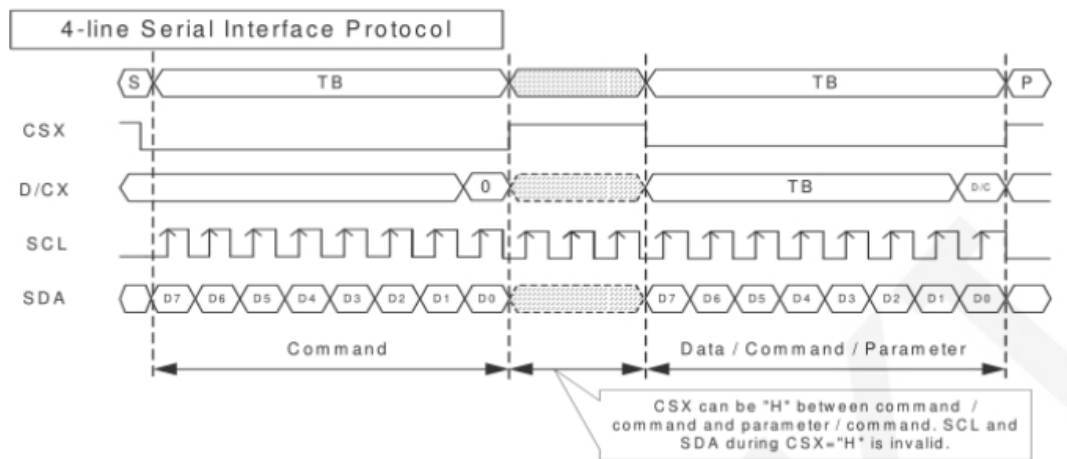 4-line Serial Interface Protocol
S TB TB P
CSX
D/CX 0 TB D/C
SCL
SDA D7 D6 D5 D4 D3 D2 D1 D0 D7 D6 D5 D4 D3 D2 D1 D0
Command Data / Command / Parameter
CSX can be "H" between command /
command and parameter / command. SCL and
SDA during CSX="H" is invalid.